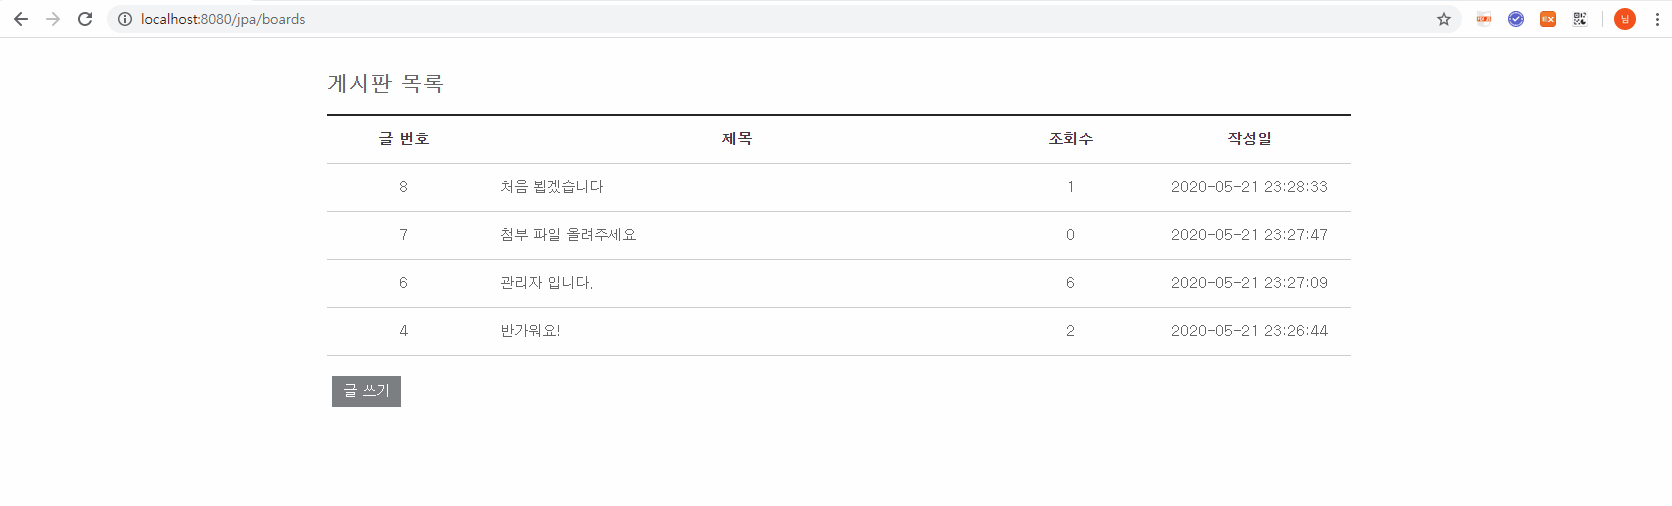 localhost:8080/jpa/boards
님
게시판 목록
글 번호 제목 조회수 작성일
8 처음 뵙겠습니다 1 2020-05-21 23:28:33
7 첨부 파일 올려주세요 0 2020-05-21 23:27:47
6 관리자 입니다. 6 2020-05-21 23:27:09
4 반가워요! 2 2020-05-21 23:26:44
글 쓰기